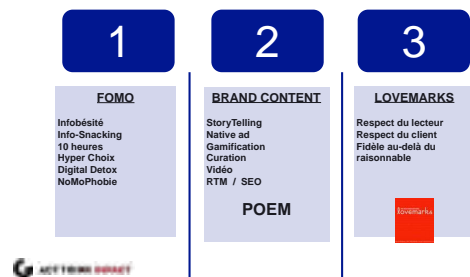 1
FOMO
Infobésité
Info-Snacking
10 heures
Hyper Choix
Digital Detox
NoMoPhobie
2
BRAND CONTENT
StoryTelling
Native ad
Gamification
Curation
Vidéo
RTM / SEO
POEM
3
LOVEMARKS
Respect du lecteur
Respect du client
Fidèle au-delà du
raisonnable
lovemarks